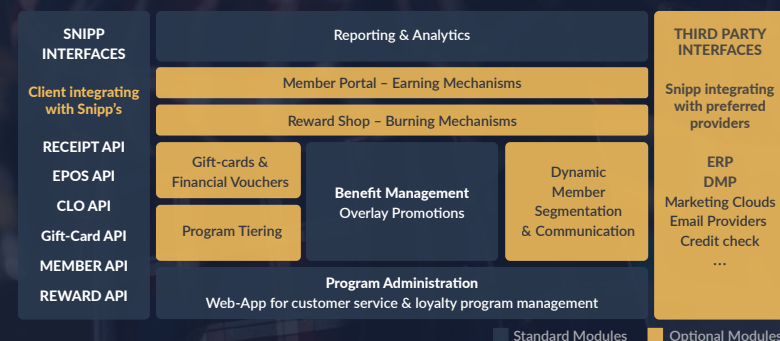 SNIPP
INTERFACES
Client integrating
with Snipp's
RECEIPT API
EPOS API
CLO API
Gift-Card API
MEMBER API
REWARD API
Reporting & Analytics
Member Portal – Earning Mechanisms
Reward Shop – Burning Mechanisms
Gift-cards &
Financial Vouchers
Program Tiering
Benefit Management
Overlay Promotions
Dynamic
Member
Segmentation
& Communication
Program Administration
Web-App for customer service & loyalty program management
THIRD PARTY
INTERFACES
Snipp integrating
with preferred
providers
ERP
DMP
Marketing Clouds
Email Providers
Credit check
...
Standard Modules
Optional Modules